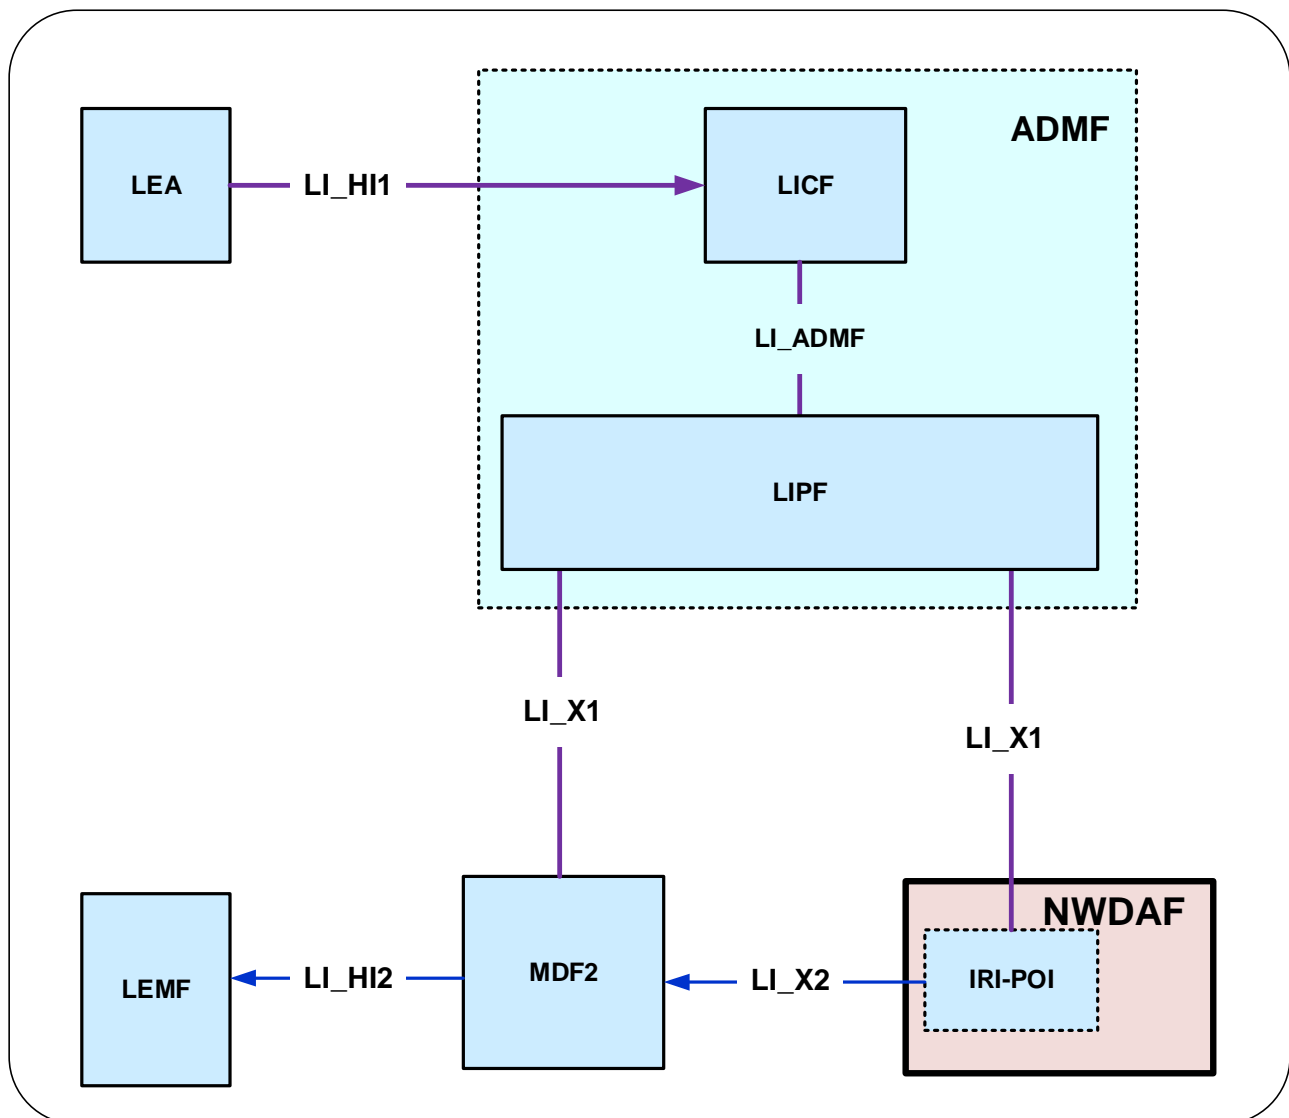 ADMF
LEA
LI_HI1
LICF
LI_ADMF
LIPF
LI_X1
LI_X1
NWDAF
LEMF
LI_HI2
MDF2
LI_X2
IRI-POI